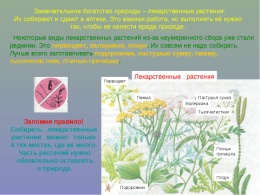 Замечательное богатство природы – лекарственные растения.
Их собирают и сдают в аптеки. Это важная работа, но выполнять её нужно
так, чтобы не нанести вреда природе.
Некоторые виды лекарственных растений из-за неумеренного сбора уже стали
редкими. Это первоцвет, валериана, плаун. Их совсем не надо собирать.
Лучше всего заготавливать подорожник, пастушью сумку, пижму,
тысячелистник, птичью гречишку.
Лекарственные растения
Первоцвет
Пижма
Пастушья сумка
Валериана
Тысячелистник
Запомни правило!
Собирать лекарственные
растения можно только
в тех местах, где их много.
Часть растений нужно
обязательно оставлять
в природе.
Птичья
гречишка
Плаун
Подорожник